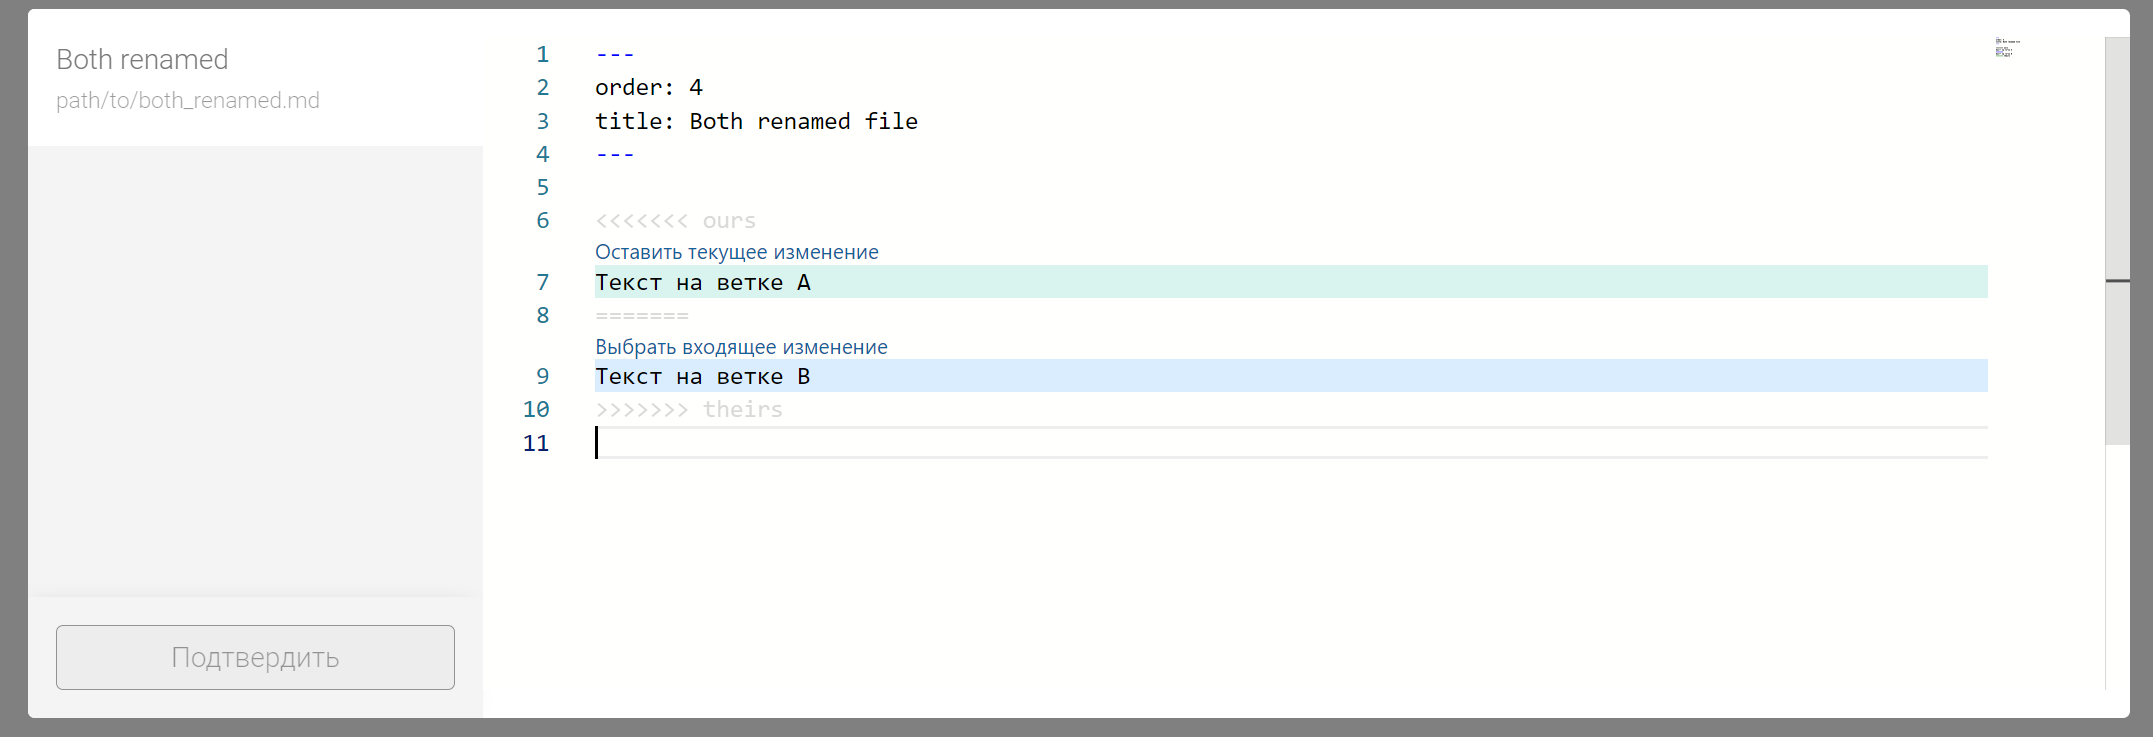 Both renamed
path/to/both_renamed.md
Подтвердить
1 ---
2 order: 4
3 title: Both renamed file
4 ---
5
6 <<<<<<< ours
Оставить текущее изменение
7 Текст на ветке A
8 =======
Выбрать входящее изменение
9 Текст на ветке B
10 >>>>>>> theirs
11